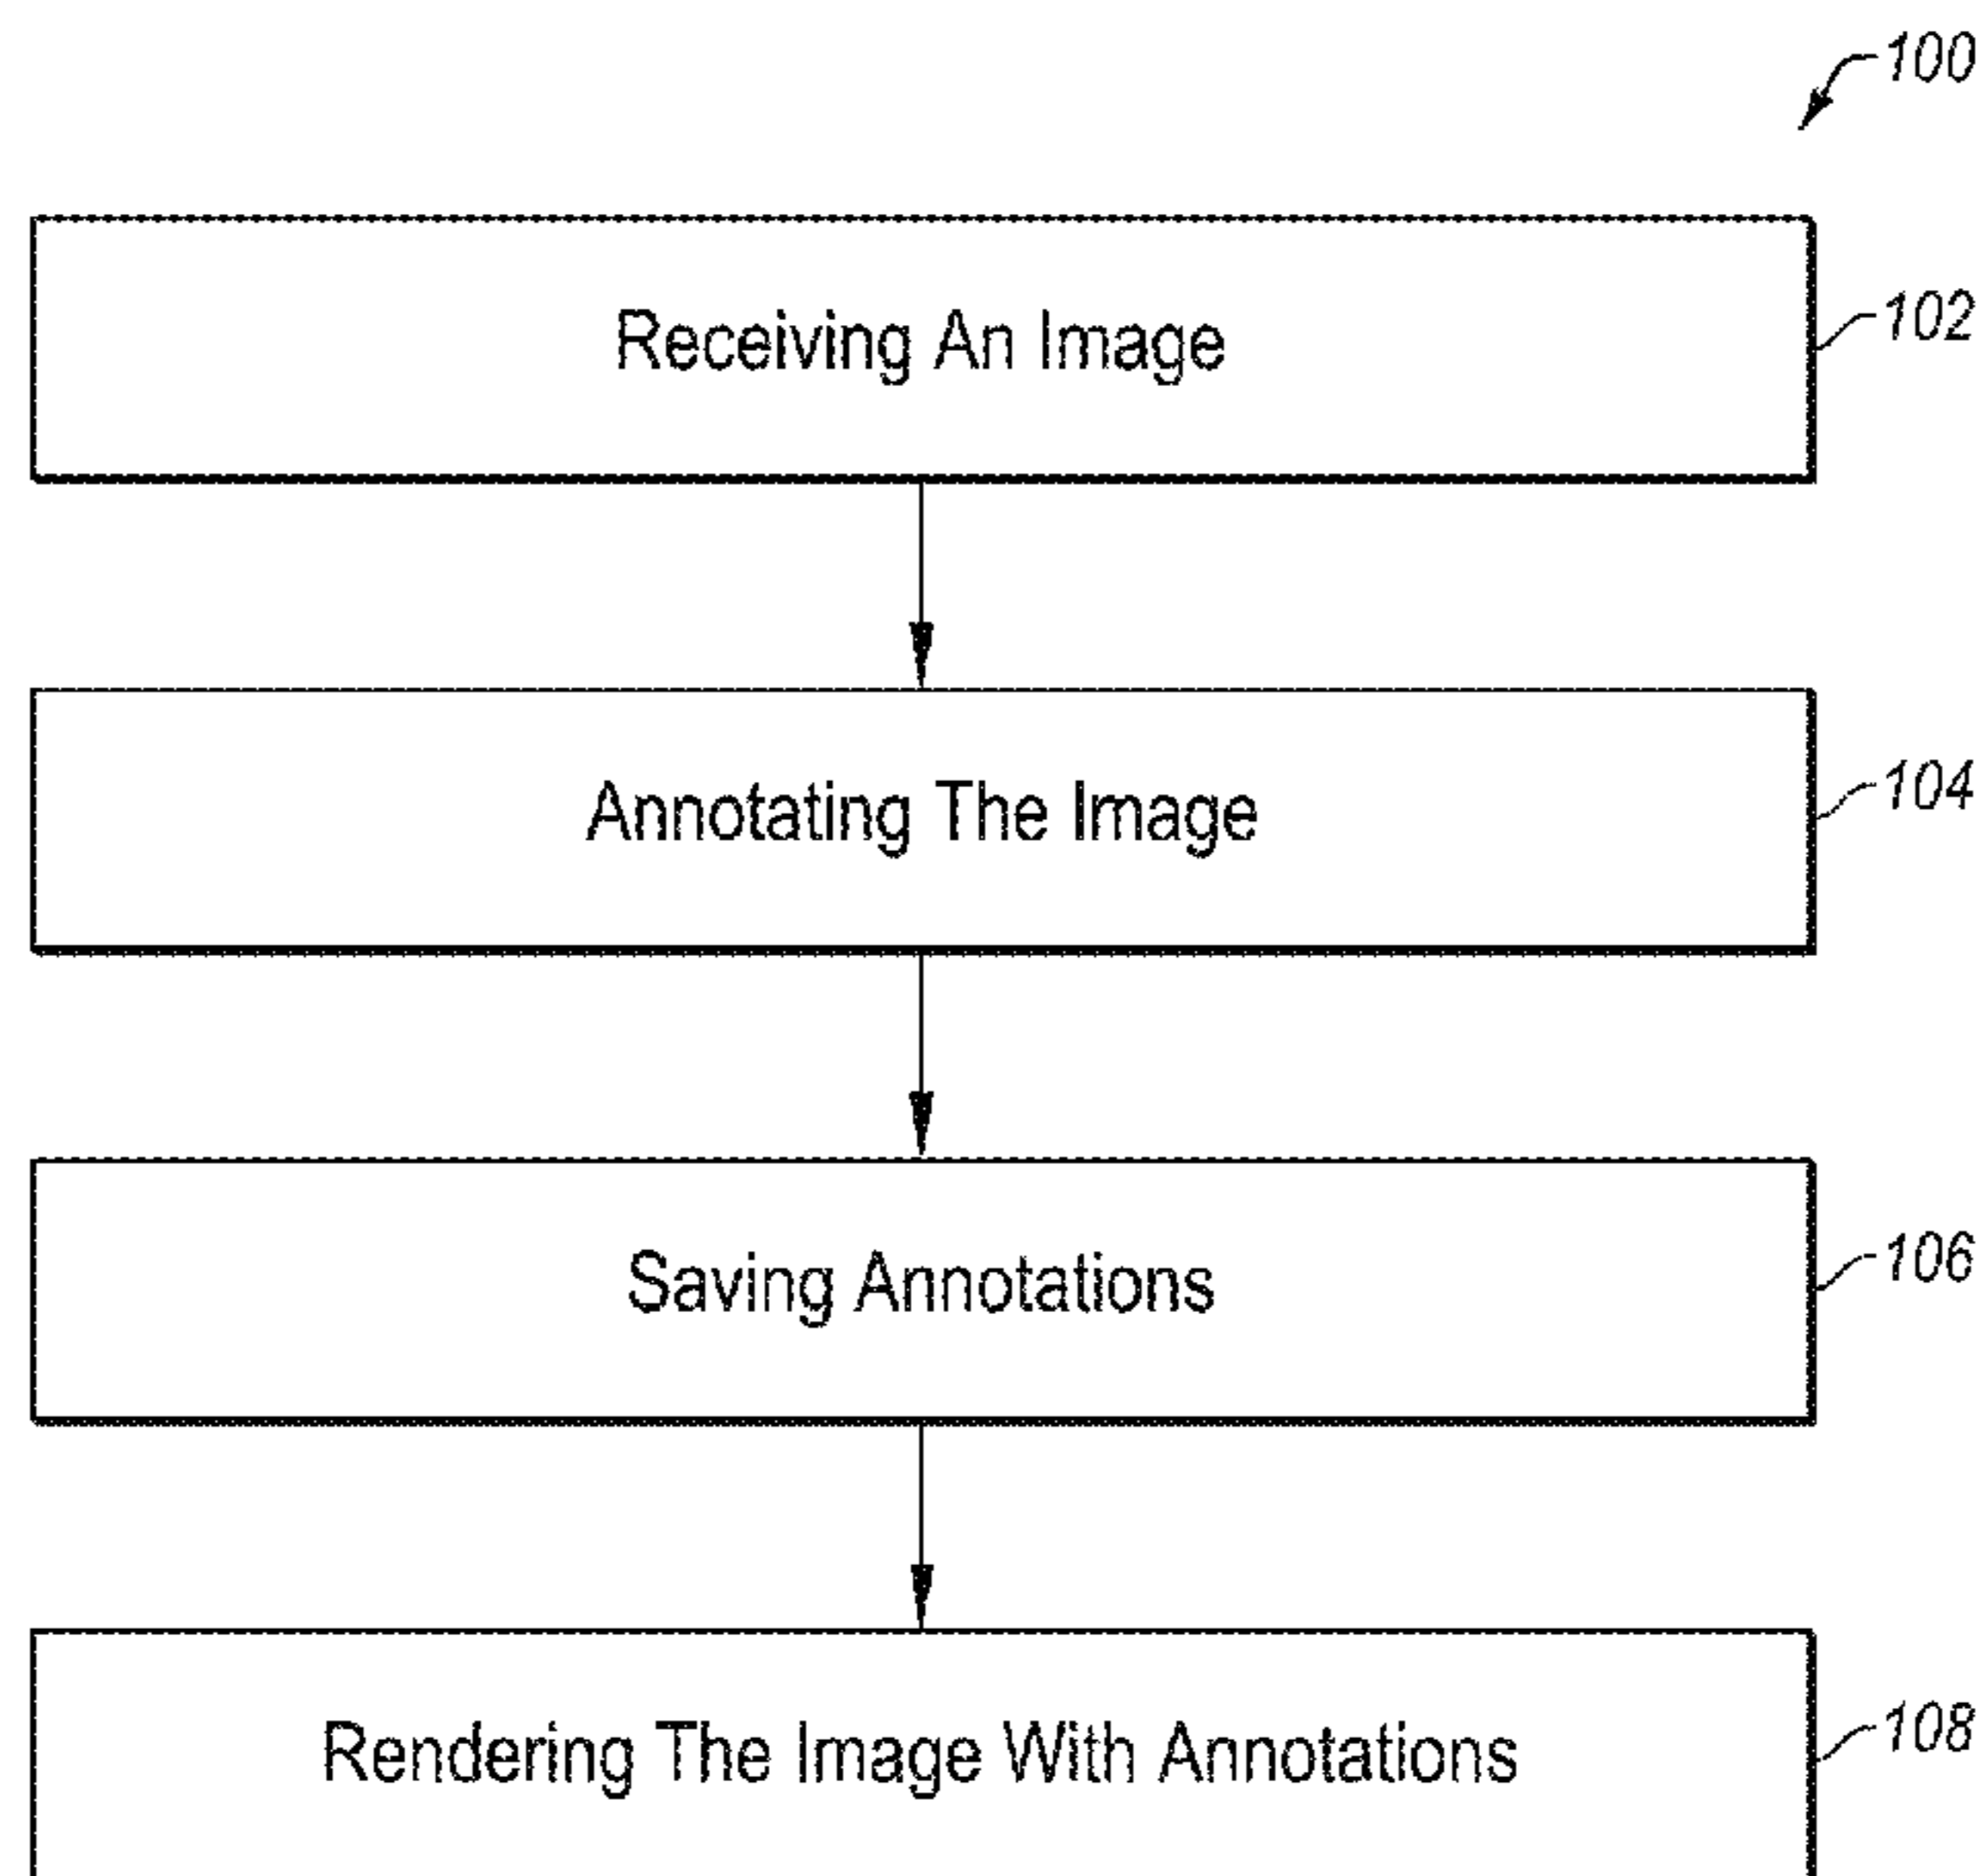 100
Receiving An Image
102
Annotating The Image
104
Saving Annotations
106
Rendering The Image With Annotations
108